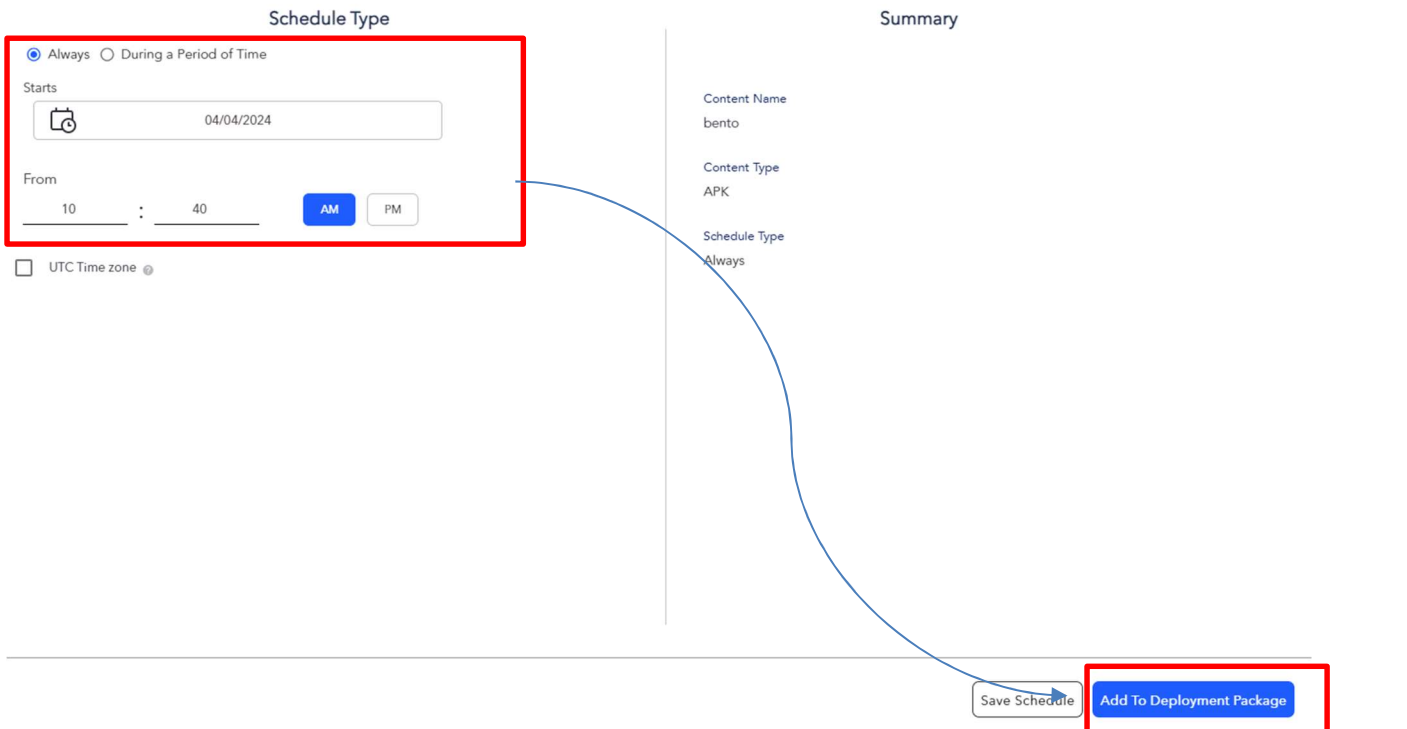 Schedule Type
Always During a Period of Time
Starts
04/04/2024
From
10 : 40 AM PM
UTC Time zone
Summary
Content Name
bento
Content Type
APK
Schedule Type
Always
Save Schedule
Add To Deployment Package